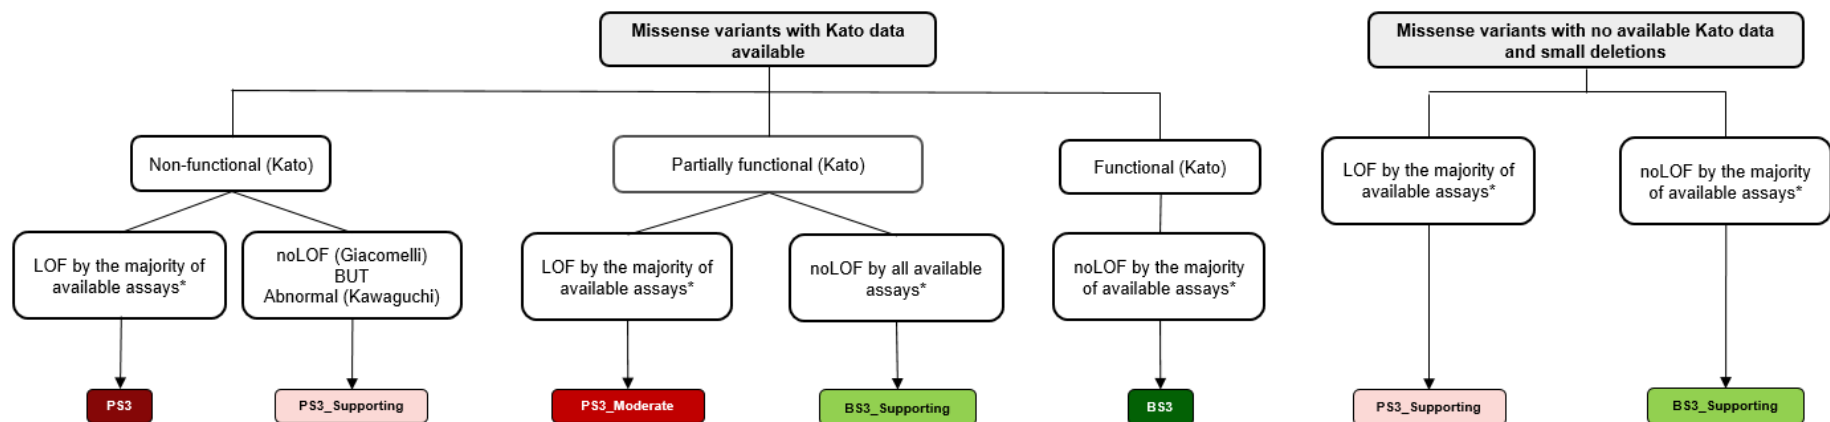 Missense variants with Kato data
available
Missense variants with no available Kato data
and small deletions
Non-functional (Kato)
Partially functional (Kato)
Functional (Kato)
LOF by the majority of
available assays*
noLOF by the majority
of available assays*
LOF by the majority of
available assays*
noLOF (Giacomelli)
BUT
Abnormal (Kawaguchi)
LOF by the majority of
available assays*
noLOF by all available
assays*
noLOF by the majority
of available assays*
PS3
PS3_Supporting
PS3_Moderate
BS3_Supporting
BS3
PS3_Supporting
BS3_Supporting